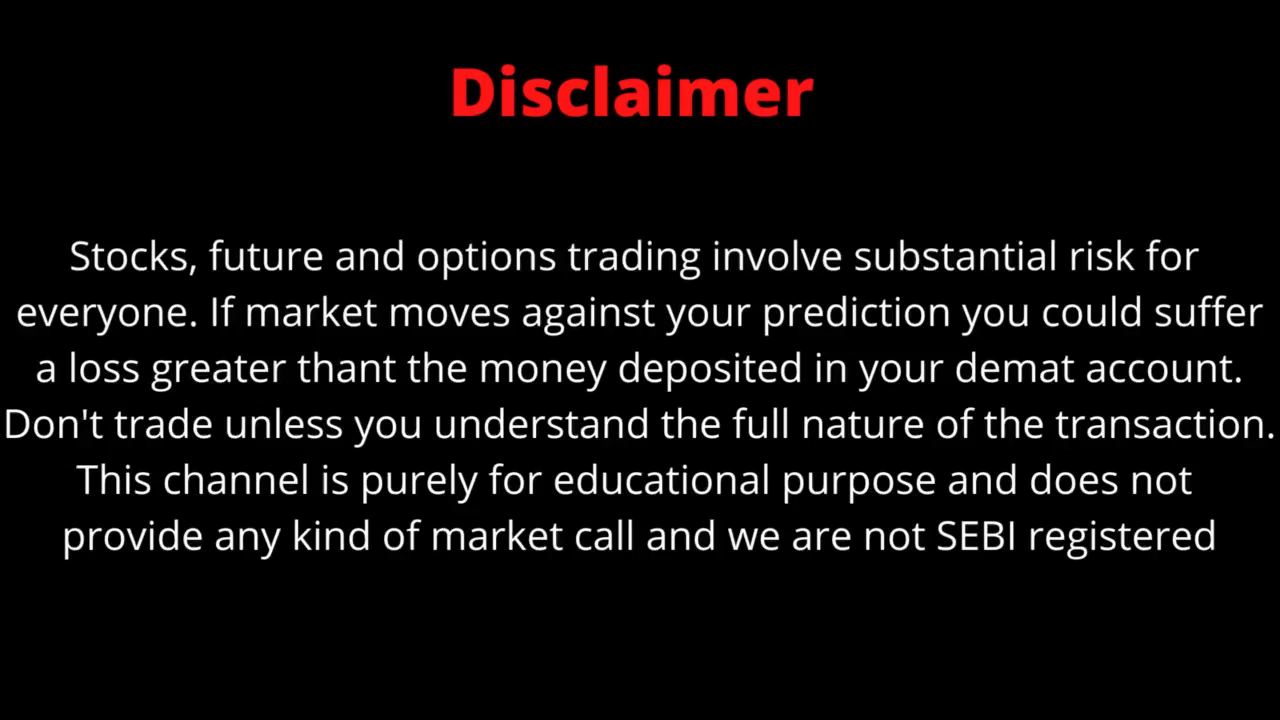 Disclaimer
Stocks, future and options trading involve substantial risk for
everyone. If market moves against your prediction you could suffer
a loss greater thant the money deposited in your demat account.
Don't trade unless you understand the full nature of the transaction.
This channel is purely for educational purpose and does not
provide any kind of market call and we are not SEBI registered